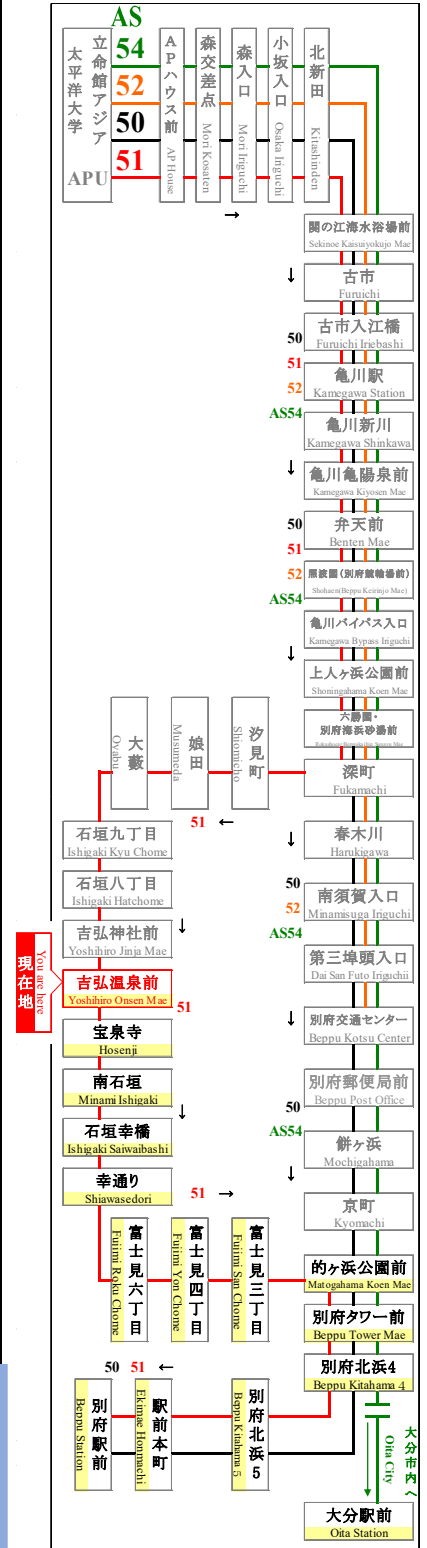 AS
54
52
50
51
立命館アジア
太平洋大学
APU
APハウス前
AP House
森交差点
Mori Kosaten
森入口
Mori Iriguchi
小坂入口
Osaka Iriguchi
北新田
Kitashinden
→
関の江海水浴場前
Sekinoe Kaisuiyokujo Mae
↓
古市
Furuichi
古市入江橋
Furuichi Iriebashi
50
51
52
AS54
亀川駅
Kamegawa Station
亀川新川
Kamegawa Shinkawa
↓
亀川亀陽泉前
Kamegawa Kiyosen Mae
50
51
52
AS54
弁天前
Benten Mae
照波園(別府競輪場前)
Shohaen(Beppu Keirinjo Mae)
亀川バイパス入口
Kamegawa Bypass Iriguchi
↓
上人ヶ浜公園前
Shoningahama Koen Mae
六勝園・
別府海浜砂湯前
深町
Fukamachi
汐見町
Shiomicho
娘田
Musumeda
大藪
Oyabu
51 ←
石垣九丁目
Ishigaki Kyu Chome
石垣八丁目
Ishigaki Hatchome
吉弘神社前
Yoshihiro Jinja Mae
↓
現在地
You are here
吉弘温泉前
Yoshihiro Onsen Mae
51
宝泉寺
Hosenji
南石垣
Minami Ishigaki
↓
石垣幸橋
Ishigaki Saiwaibashi
幸通り
Shiawasedori
51 →
富士見六丁目
Fujimi Roku Chome
富士見四丁目
Fujimi Yon Chome
富士見三丁目
Fujimi San Chome
↓
春木川
Harukigawa
50
52
AS54
南須賀入口
Minamisuga Iriguchi
第三埠頭入口
Dai San Futo Iriguchii
↓
別府交通センター
Beppu Kotsu Center
別府郵便局前
Beppu Post Office
50
AS54
餅ヶ浜
Mochigahama
↓
京町
Kyomachi
的ヶ浜公園前
Matogahama Koen Mae
別府タワー前
Beppu Tower Mae
別府北浜4
Beppu Kitahama 4
50 51 ←
別府北浜5
Beppu Kitahama 5
駅前本町
Ekimae Honmachi
別府駅前
Beppu Station
大分市内へ
Oita City
大分駅前
Oita Station